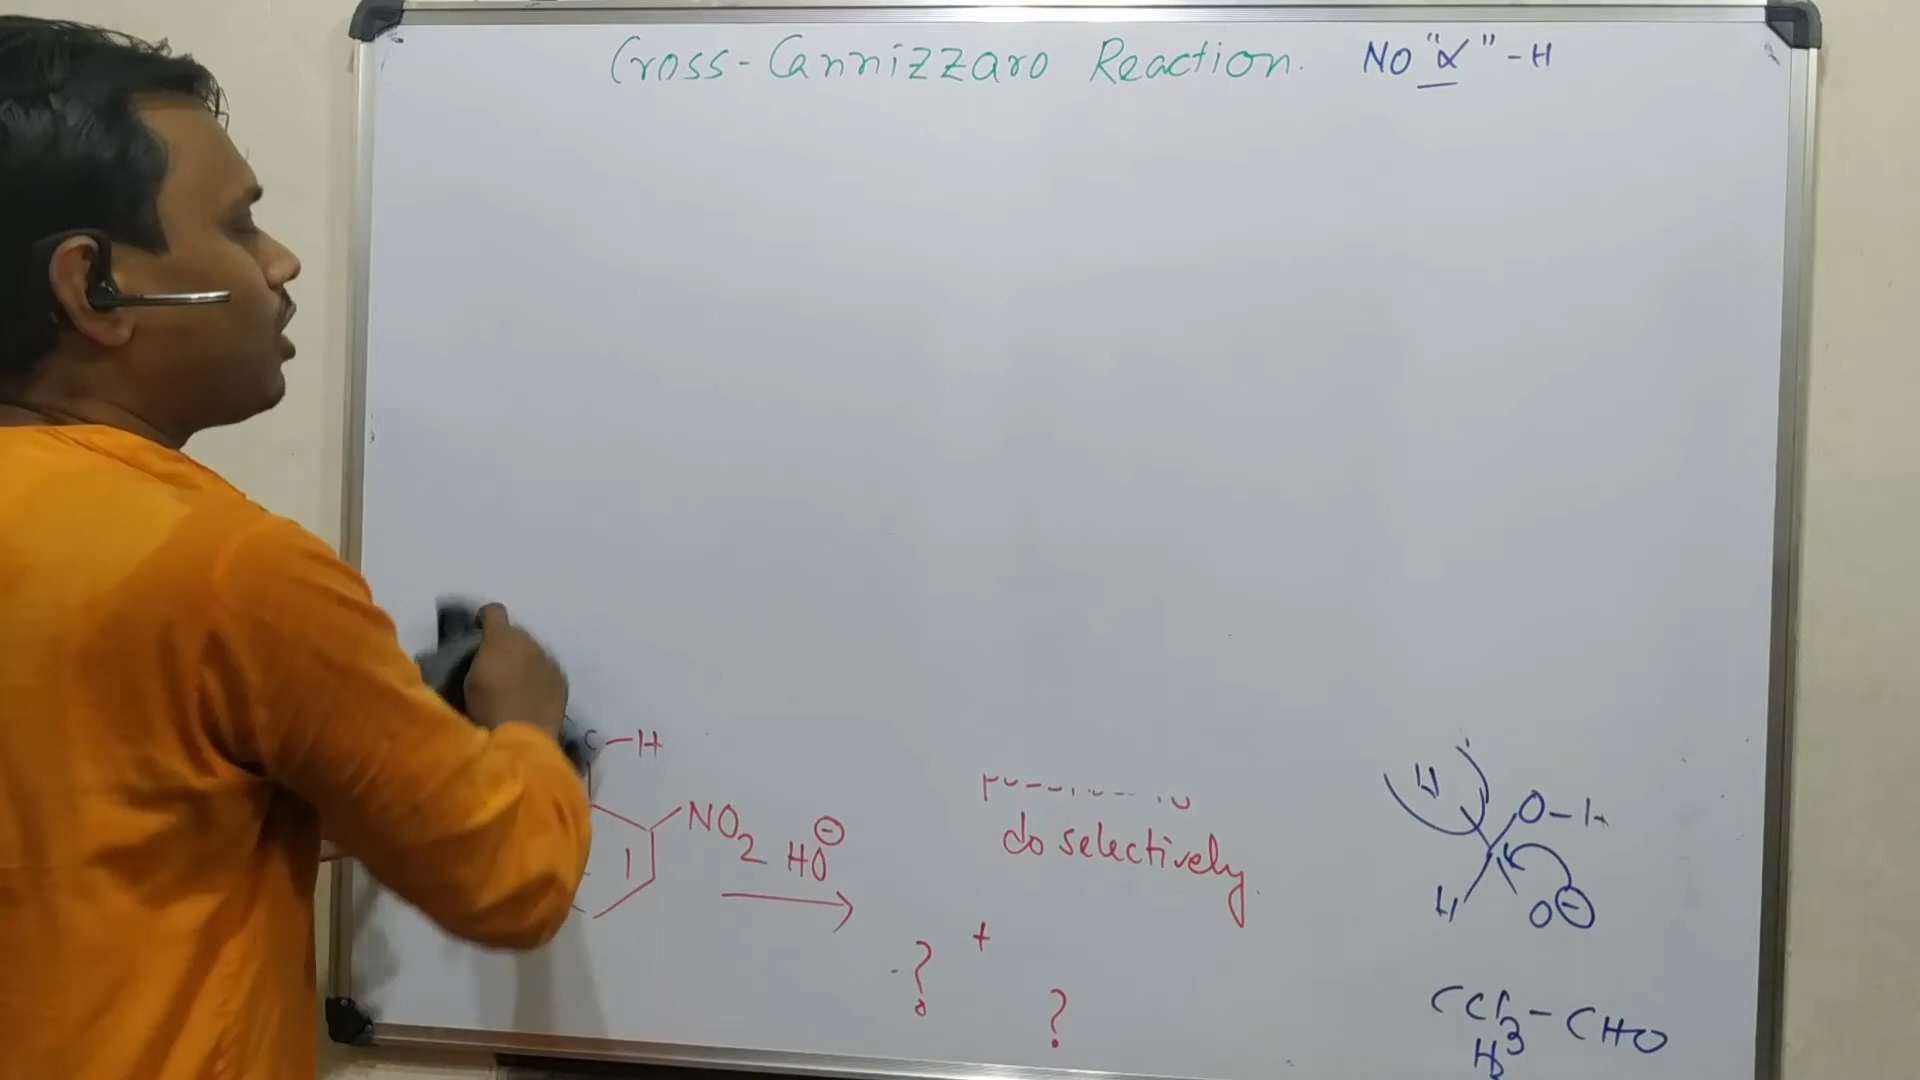 Cross-Cannizzaro Reaction. NO "α" -H
C-H
NO2 HO⊖
do selectively.
+
?
?
H
O-H
H O⊖
CCl3-CHO